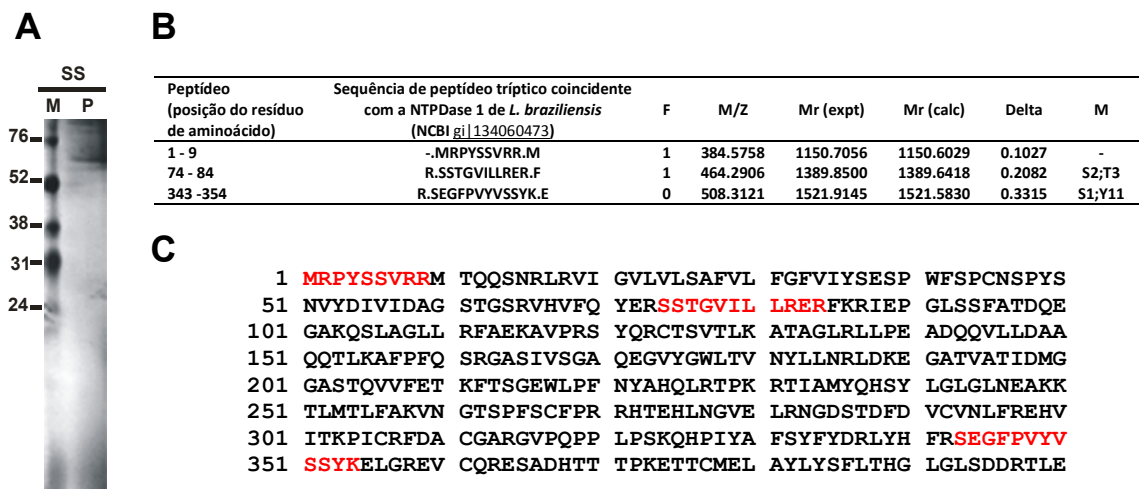 A
SS
M P
76
52
38
31
24
B
Peptídeo (posição do resíduo de aminoácido) Sequência de peptídeo tríptico coincidente com a NTPDase 1 de L. braziliensis (NCBI gi|134060473) F M/Z Mr (expt) Mr (calc) Delta M
1 - 9 -.MRPYSSVRR.M 1 384.5758 1150.7056 1150.6029 0.1027 -
74 - 84 R.SSTGVILLRER.F 1 464.2906 1389.8500 1389.6418 0.2082 S2;T3
343 -354 R.SEGFPVYVSSYK.E 0 508.3121 1521.9145 1521.5830 0.3315 S1;Y11
C
1 MRPYSSVRRM TQQSNRLRVI GVLVLSAFVL FGFVIYSESP WFSPCNSPYS
51 NVYDIVIDAG STGSRVHVFQ YERSSTGVIL LRERFKRIEP GLSSFATDQE
101 GAKQSLAGLL RFAEKAVPRS YQRCTSVTLK ATAGLRLLPE ADQQVLLDAA
151 QQTLKAFPFQ SRGASIVSGA QEGVYGWLTV NYLLNRLDKE GATVATIDMG
201 GASTQVVFET KFTSGEWLPF NYAHQLRTPK RTIAMYQHSY LGLGLNEAKK
251 TLMTLFAKVN GTSPFSCFPR RHTEHLNGVE LRNGDSTDFD VCVNLFREHV
301 ITKPICRFDA CGARGVPQPP LPSKQHPIYA FSYFYDRLYH FRSEGFPVYV
351 SSYKELGREV CQRESADHTT TPKETTCMEL AYLYSFLTHG LGLSDDRTLE